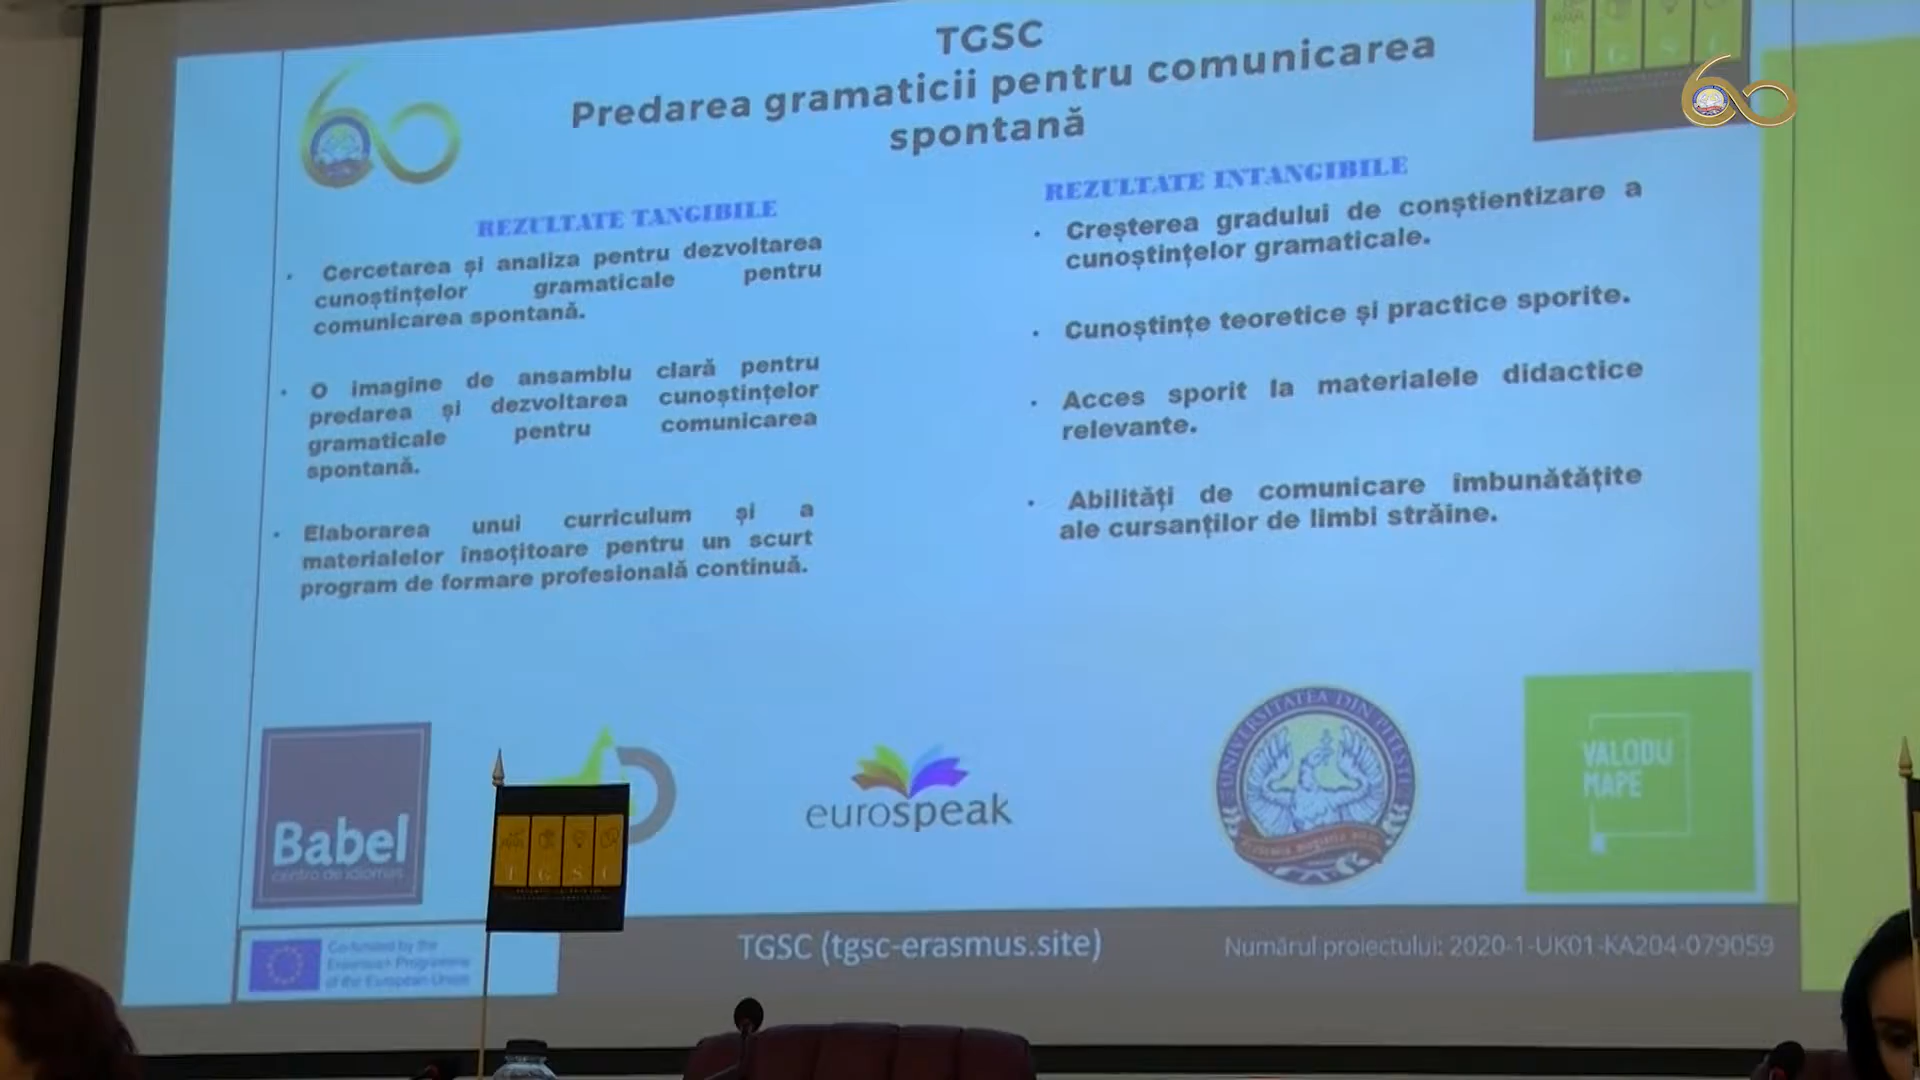 TGSC
Predarea gramaticii pentru comunicarea
spontană
T G S C
60
60
REZULTATE TANGIBILE
• Cercetarea și analiza pentru dezvoltarea
cunoștințelor gramaticale pentru
comunicarea spontană.
• O imagine de ansamblu clară pentru
predarea și dezvoltarea cunoștințelor
gramaticale pentru comunicarea
spontană.
• Elaborarea unui curriculum și a
materialelor însoțitoare pentru un scurt
program de formare profesională continuă.
REZULTATE INTANGIBILE
• Creșterea gradului de conștientizare a
cunoștințelor gramaticale.
• Cunoștințe teoretice și practice sporite.
• Acces sporit la materialele didactice
relevante.
• Abilități de comunicare îmbunătățite
ale cursanților de limbi străine.
Babel
centro de idiomas
T G S C
eurospeak
UNIVERSITATEA DIN PITEȘTI
VALODU
MAPE
Co-funded by the
Erasmus+ Programme
of the European Union
TGSC (tgsc-erasmus.site)
Numărul proiectului: 2020-1-UK01-KA204-079059